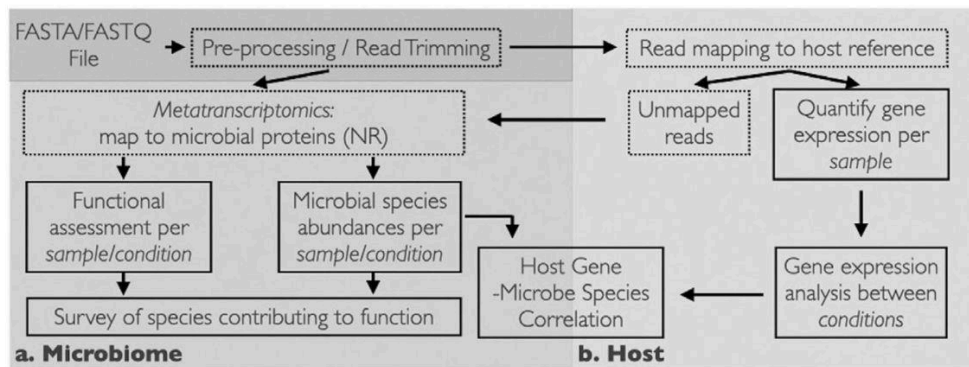 FASTA/FASTQ
File
Pre-processing / Read Trimming
Read mapping to host reference
Metatranscriptomics:
map to microbial proteins (NR)
Unmapped
reads
Quantify gene
expression per
sample
Functional
assessment per
sample/condition
Microbial species
abundances per
sample/condition
Host Gene
-Microbe Species
Correlation
Gene expression
analysis between
conditions
Survey of species contributing to function
a. Microbiome
b. Host